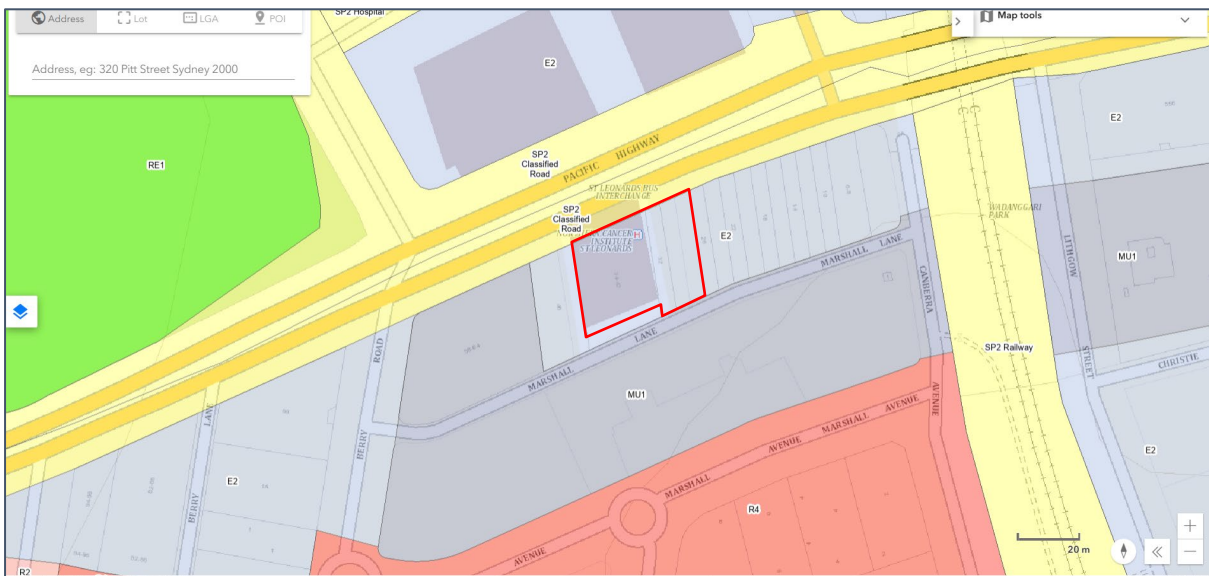 Address
Lot
LGA
POI
Address, eg: 320 Pitt Street Sydney 2000
SP2 Hospital
Map tools
E2
E2
RE1
SP2
Classified
Road
PACIFIC HIGHWAY
ST LEONARDS BUS
INTERCHANGE
SP2
Classified
Road
CANCER
INSTITUTE
ST LEONARDS
H
E2
WADANGGARI
PARK
MARSHALL LANE
MU1
CANBERRA
LITHGOW
MARSHALL LANE
SP2 Railway
STREET
CHRISTIE
ROAD
BERRY
LANE
BERRY
MU1
AVENUE
MARSHALL AVENUE
AVENUE
MARSHALL
AVENUE
E2
E2
R4
R2
20 m